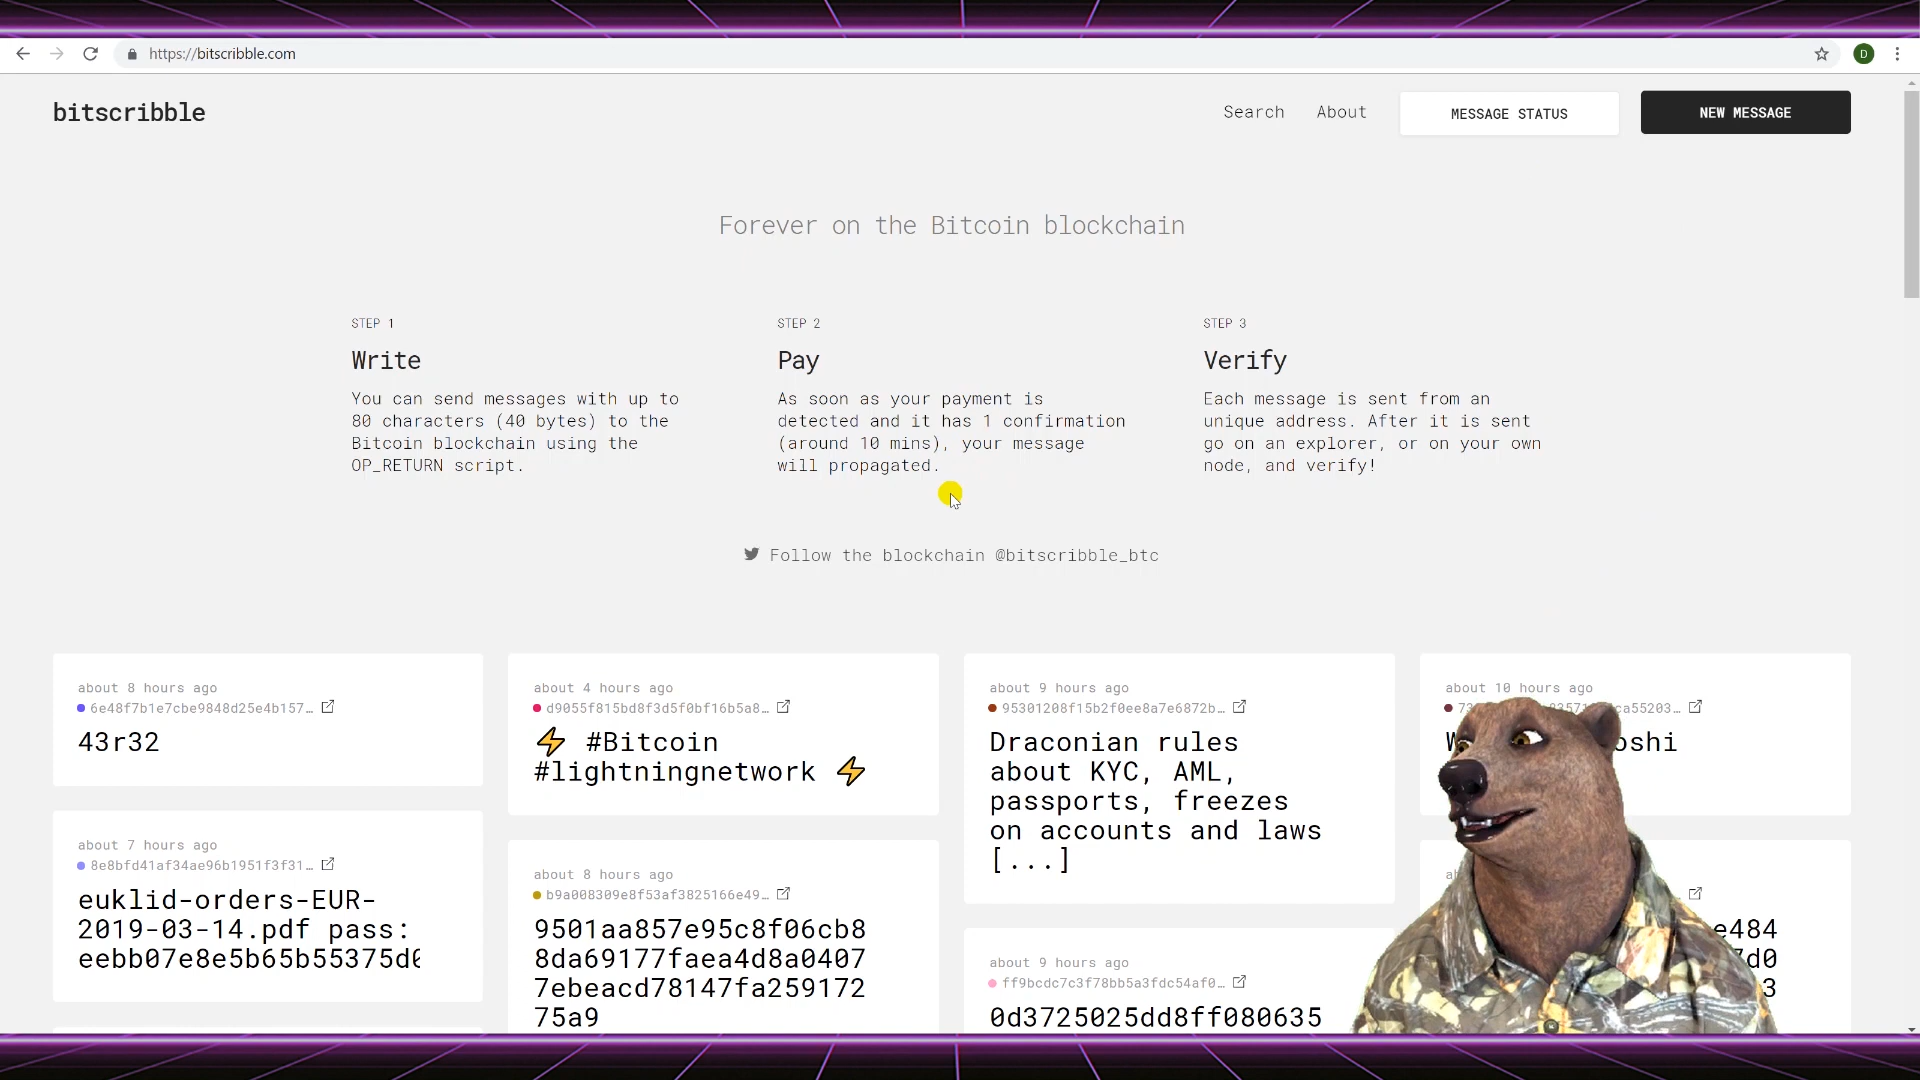 https://bitscribble.com
D
bitscribble
Search
About
MESSAGE STATUS
NEW MESSAGE
Forever on the Bitcoin blockchain
STEP 1
Write
You can send messages with up to
80 characters (40 bytes) to the
Bitcoin blockchain using the
OP_RETURN script.
STEP 2
Pay
As soon as your payment is
detected and it has 1 confirmation
(around 10 mins), your message
will propagated.
STEP 3
Verify
Each message is sent from an
unique address. After it is sent
go on an explorer, or on your own
node, and verify!
Follow the blockchain @bitscribble_btc
about 8 hours ago
6e48f7b1e7cbe9848d25e4b157…
43r32
about 7 hours ago
8e8bfd41af34ae96b1951f3f31…
euklid-orders-EUR-
2019-03-14.pdf pass:
eebb07e8e5b65b55375d0
about 4 hours ago
d9055f815bd8f3d5f0bf16b5a8…
⚡ #Bitcoin
#lightningnetwork ⚡
about 8 hours ago
b9a008309e8f53af3825166e49…
9501aa857e95c8f06cb8
8da69177faea4d8a0407
7ebeacd78147fa259172
75a9
about 9 hours ago
95301208f15b2f0ee8a7e6872b…
Draconian rules
about KYC, AML,
passports, freezes
on accounts and laws
[...]
about 9 hours ago
ff9bcdc7c3f78bb5a3fdc54af0…
0d3725025dd8ff080635
about 10 hours ago
ca55203…
oshi
e484
7d0
3